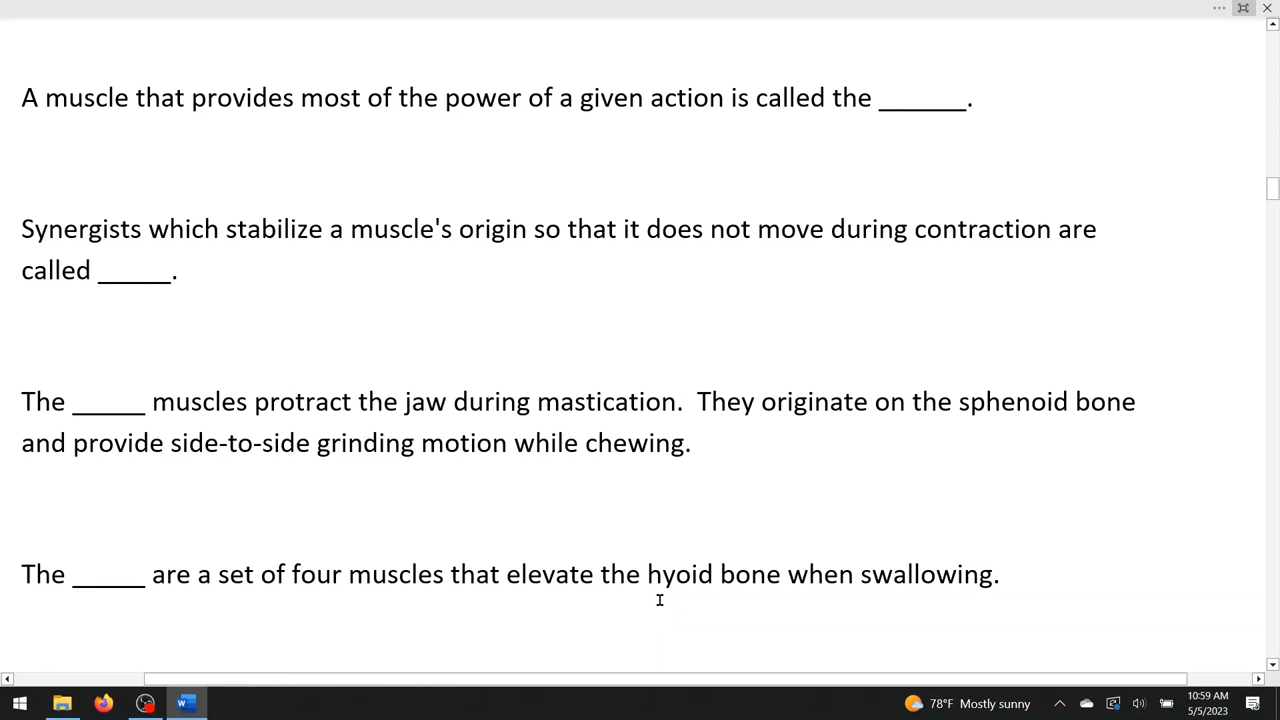 A muscle that provides most of the power of a given action is called the _______.
Synergists which stabilize a muscle's origin so that it does not move during contraction are
called ______.
The ______ muscles protract the jaw during mastication.  They originate on the sphenoid bone
and provide side-to-side grinding motion while chewing.
The ______ are a set of four muscles that elevate the hyoid bone when swallowing.
78°F Mostly sunny
10:59 AM
5/5/2023